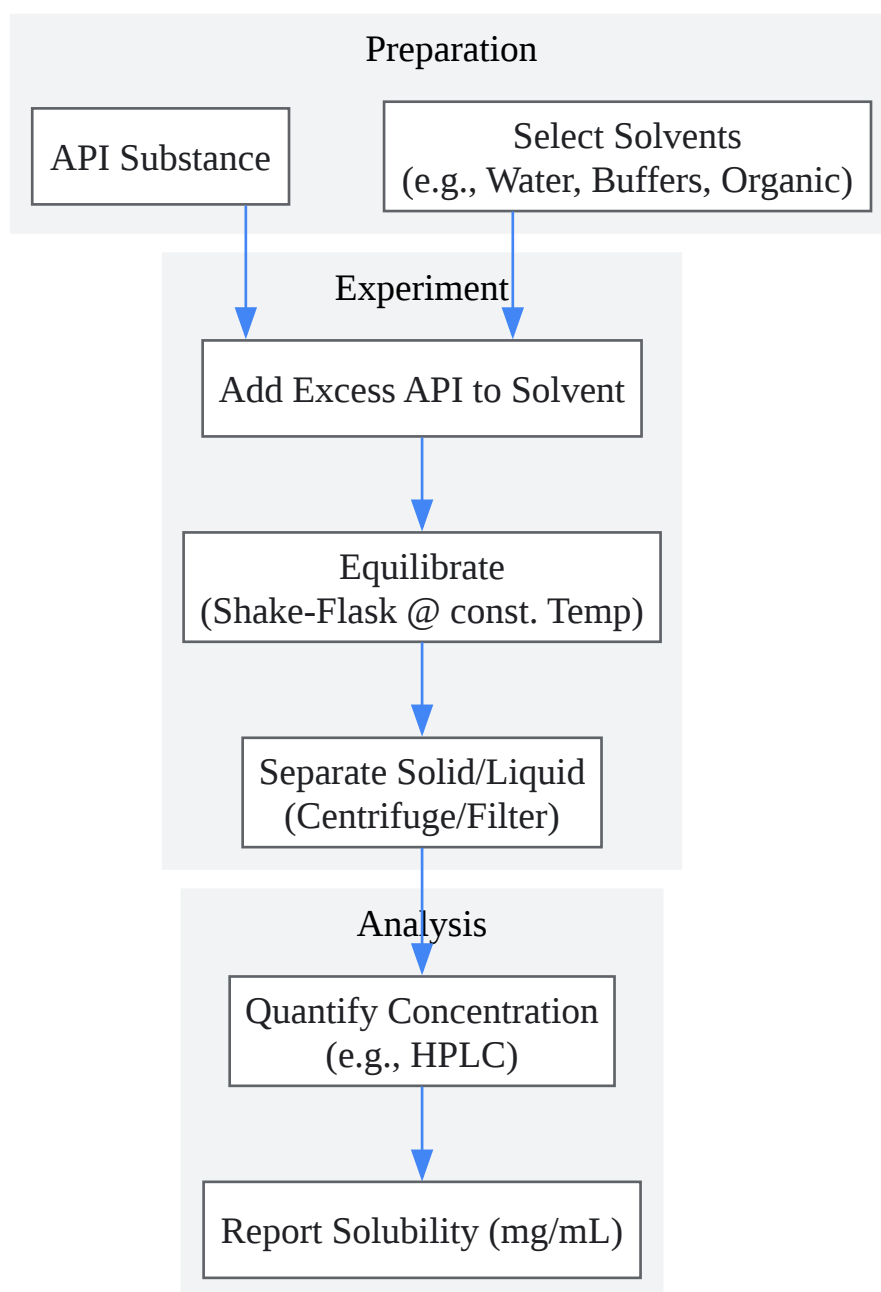 Preparation
API Substance
Select Solvents
(e.g., Water, Buffers, Organic)
Experiment
Add Excess API to Solvent
Equilibrate
(Shake-Flask @ const. Temp)
Separate Solid/Liquid
(Centrifuge/Filter)
Analysis
Quantify Concentration
(e.g., HPLC)
Report Solubility (mg/mL)